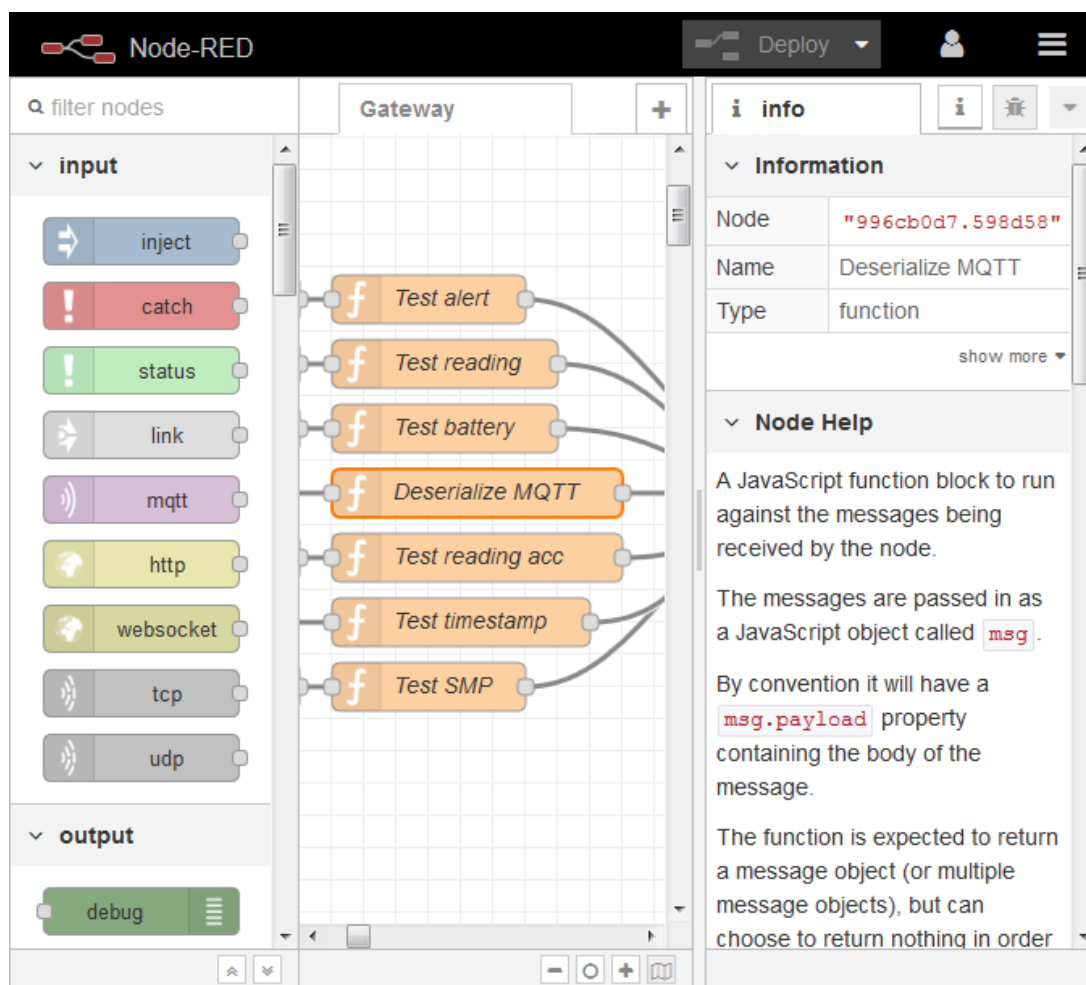 Node-RED
Deploy
filter nodes
Gateway
+
i info
i
input
inject
catch
status
link
mqtt
http
websocket
tcp
udp
output
debug
Test alert
Test reading
Test battery
Deserialize MQTT
Test reading acc
Test timestamp
Test SMP
Information
Node "996cb0d7.598d58"
Name Deserialize MQTT
Type function
show more
Node Help
A JavaScript function block to run
against the messages being
received by the node.
The messages are passed in as
a JavaScript object called msg.
By convention it will have a
msg.payload property
containing the body of the
message.
The function is expected to return
a message object (or multiple
message objects), but can
choose to return nothing in order